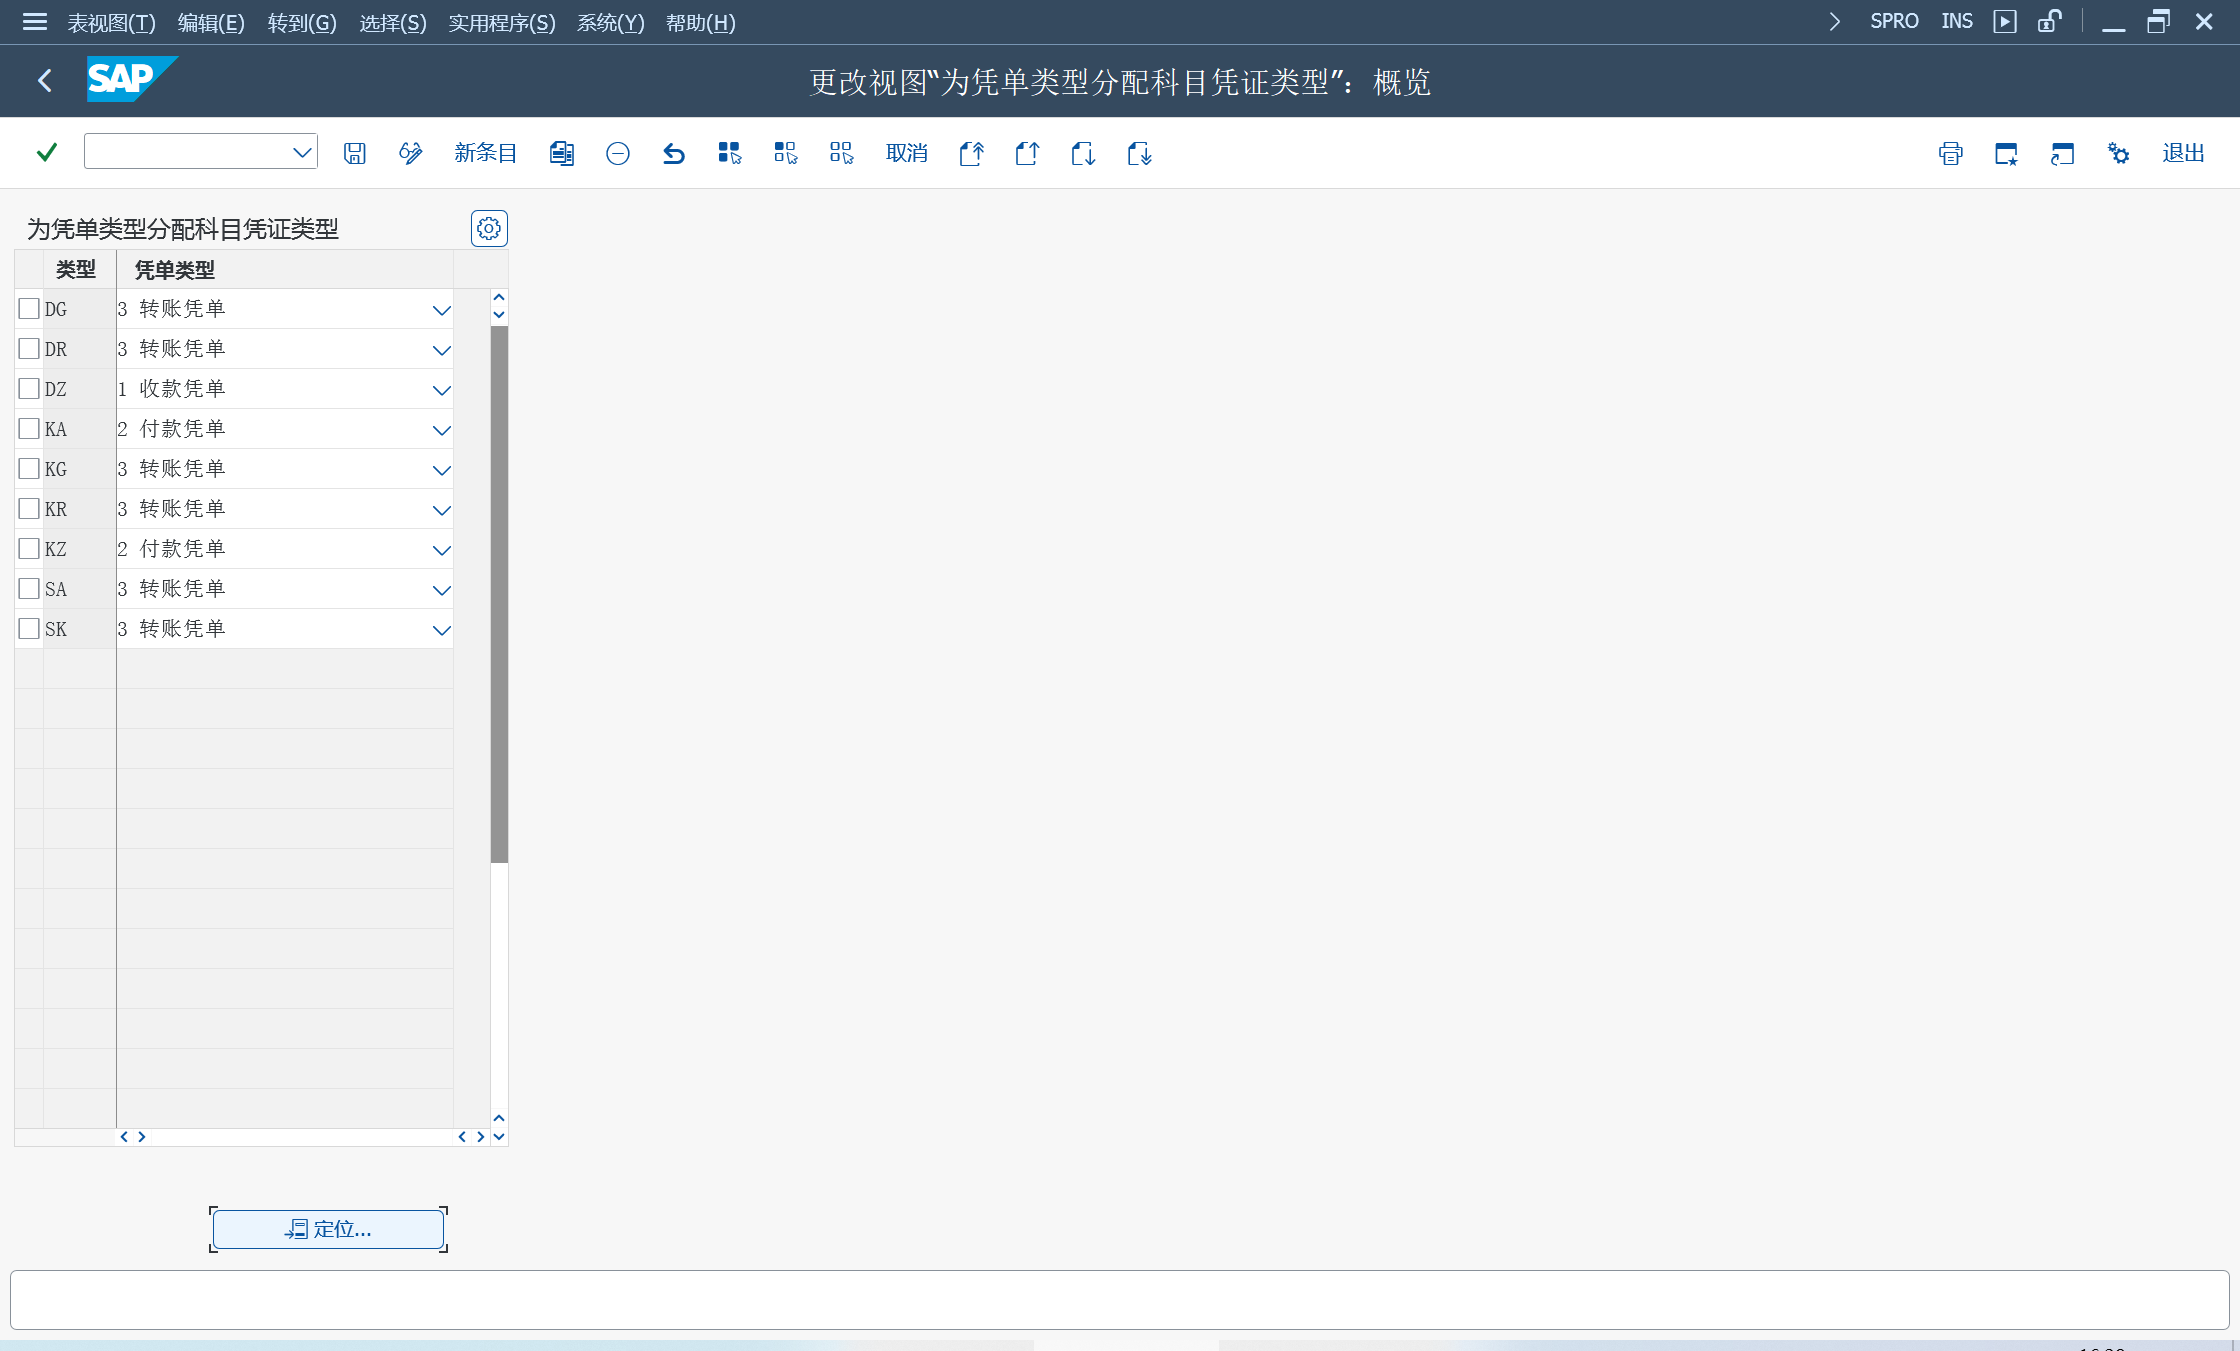 表视图(T) 编辑(E) 转到(G) 选择(S) 实用程序(S) 系统(Y) 帮助(H) SPRO INS
SAP 更改视图“为凭单类型分配科目凭证类型”：概览
新条目 取消 退出
为凭单类型分配科目凭证类型
类型 凭单类型
DG 3 转账凭单
DR 3 转账凭单
DZ 1 收款凭单
KA 2 付款凭单
KG 3 转账凭单
KR 3 转账凭单
KZ 2 付款凭单
SA 3 转账凭单
SK 3 转账凭单
定位...